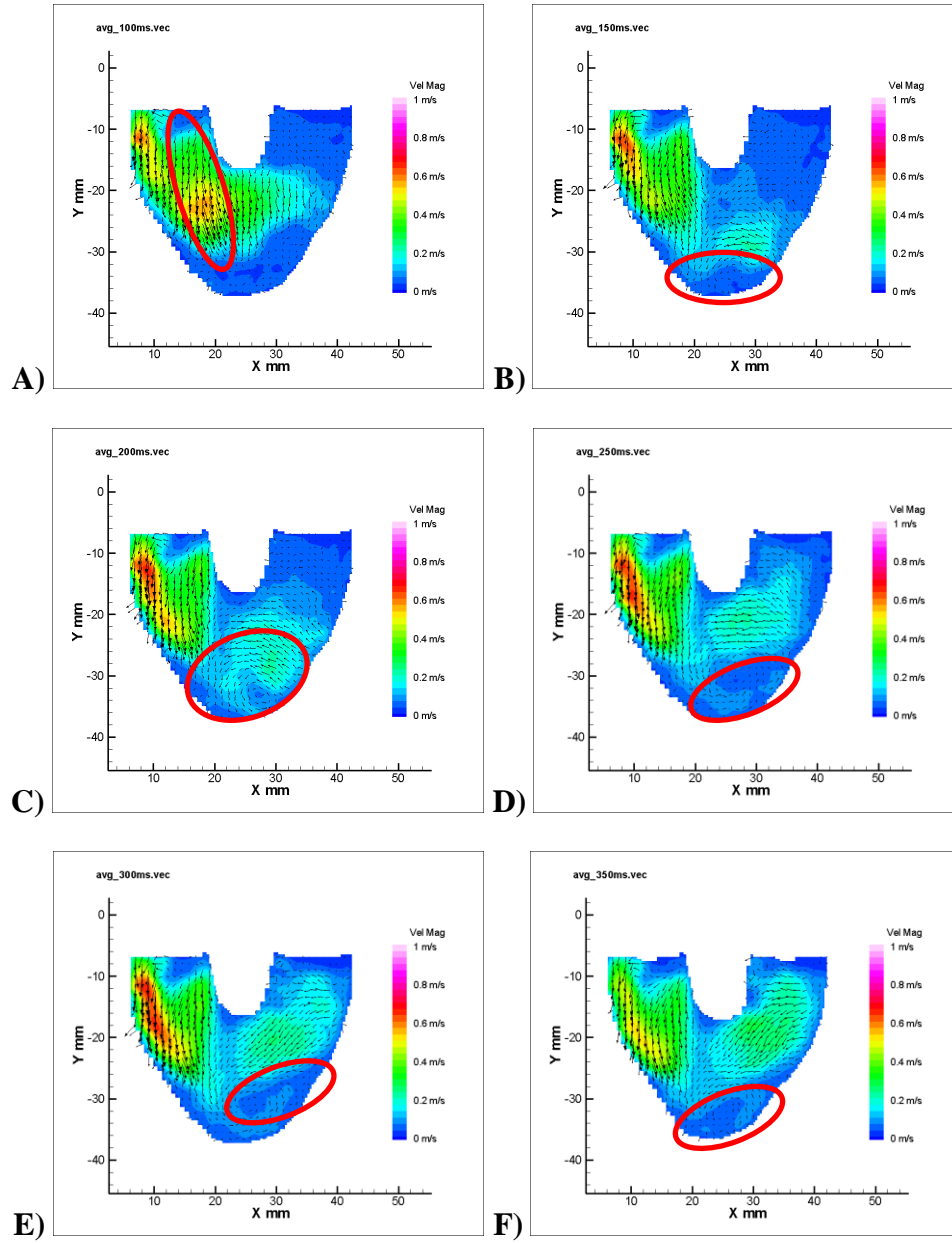 avg_100ms.vec
Vel Mag
1 m/s
0.8 m/s
0.6 m/s
0.4 m/s
0.2 m/s
0 m/s
0
-10
-20
-30
-40
Y mm
10 20 30 40 50
X mm
A)
avg_150ms.vec
Vel Mag
1 m/s
0.8 m/s
0.6 m/s
0.4 m/s
0.2 m/s
0 m/s
0
-10
-20
-30
-40
Y mm
10 20 30 40 50
X mm
B)
avg_200ms.vec
Vel Mag
1 m/s
0.8 m/s
0.6 m/s
0.4 m/s
0.2 m/s
0 m/s
0
-10
-20
-30
-40
Y mm
10 20 30 40 50
X mm
C)
avg_250ms.vec
Vel Mag
1 m/s
0.8 m/s
0.6 m/s
0.4 m/s
0.2 m/s
0 m/s
0
-10
-20
-30
-40
Y mm
10 20 30 40 50
X mm
D)
avg_300ms.vec
Vel Mag
1 m/s
0.8 m/s
0.6 m/s
0.4 m/s
0.2 m/s
0 m/s
0
-10
-20
-30
-40
Y mm
10 20 30 40 50
X mm
E)
avg_350ms.vec
Vel Mag
1 m/s
0.8 m/s
0.6 m/s
0.4 m/s
0.2 m/s
0 m/s
0
-10
-20
-30
-40
Y mm
10 20 30 40 50
X mm
F)